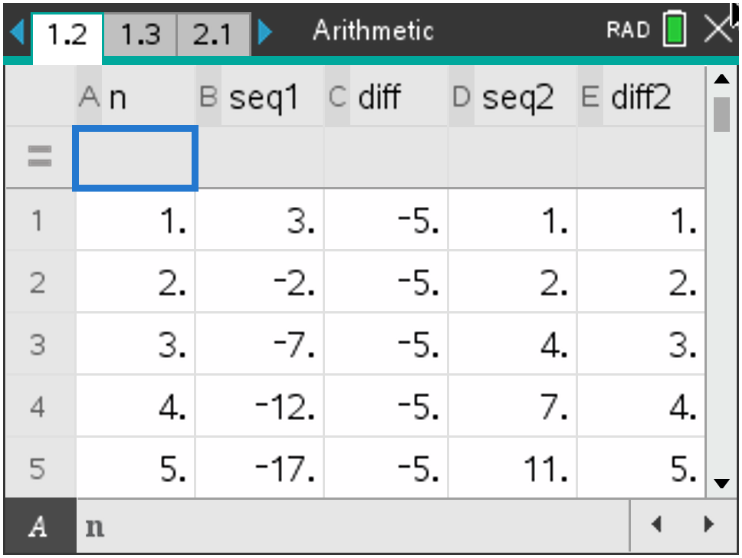 1.2 1.3 2.1 Arithmetic RAD
A n B seq1 C diff D seq2 E diff2
=
1 1. 3. -5. 1. 1.
2 2. -2. -5. 2. 2.
3 3. -7. -5. 4. 3.
4 4. -12. -5. 7. 4.
5 5. -17. -5. 11. 5.
A n